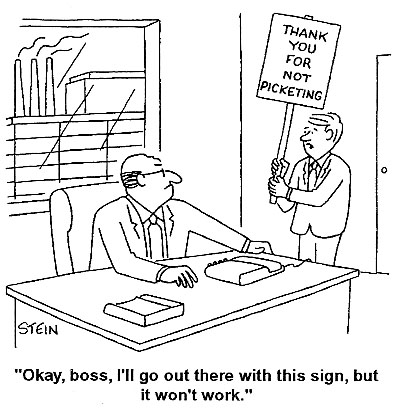 THANK
YOU
FOR
NOT
PICKETING
STEIN
"Okay, boss, I'll go out there with this sign, but
it won't work."